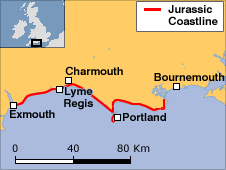 Jurassic
Coastline
Charmouth
Bournemouth
Lyme
Regis
Exmouth
Portland
0 40 80 Km